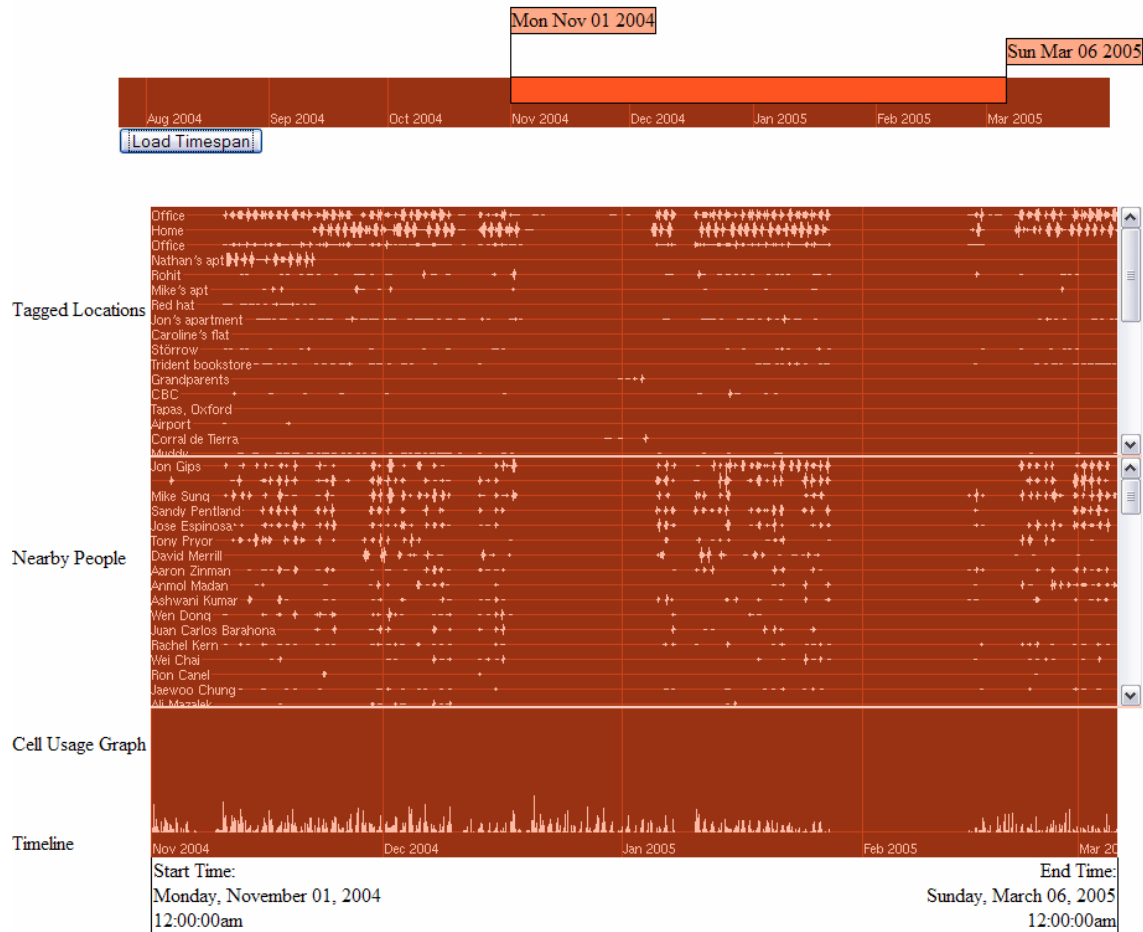 Mon Nov 01 2004
Sun Mar 06 2005
Aug 2004 Sep 2004 Oct 2004 Nov 2004 Dec 2004 Jan 2005 Feb 2005 Mar 2005
Load Timespan
Tagged Locations
Office
Home
Office
Nathan's apt
Rohit
Mike's apt
Red hat
Jon's apartment
Caroline's flat
Störrow
Trident bookstore
Grandparents
CBC
Tapas, Oxford
Airport
Corral de Tierra
Muddy
Nearby People
Jon Gips
Mike Sung
Sandy Pentland
Jose Espinosa
Tony Pryor
David Merrill
Aaron Zinman
Anmol Madan
Ashwani Kumar
Wen Dong
Juan Carlos Barahona
Rachel Kern
Wei Chai
Ron Canel
Jaewoo Chung
Ali Mazalek
Cell Usage Graph
Timeline
Nov 2004 Dec 2004 Jan 2005 Feb 2005 Mar 20
Start Time: End Time:
Monday, November 01, 2004 Sunday, March 06, 2005
12:00:00am 12:00:00am